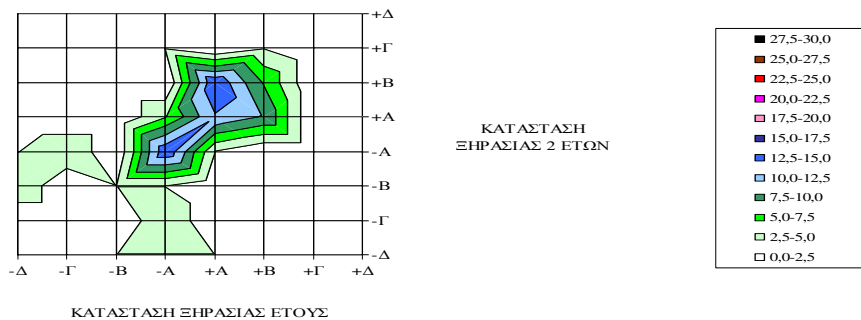 +Δ
+Γ
+Β
+Α
-Α
-Β
-Γ
-Δ
-Δ -Γ -Β -Α +Α +Β +Γ +Δ
ΚΑΤΑΣΤΑΣΗ ΞΗΡΑΣΙΑΣ ΕΤΟΥΣ
ΚΑΤΑΣΤΑΣΗ
ΞΗΡΑΣΙΑΣ 2 ΕΤΩΝ
27,5-30,0
25,0-27,5
22,5-25,0
20,0-22,5
17,5-20,0
15,0-17,5
12,5-15,0
10,0-12,5
7,5-10,0
5,0-7,5
2,5-5,0
0,0-2,5